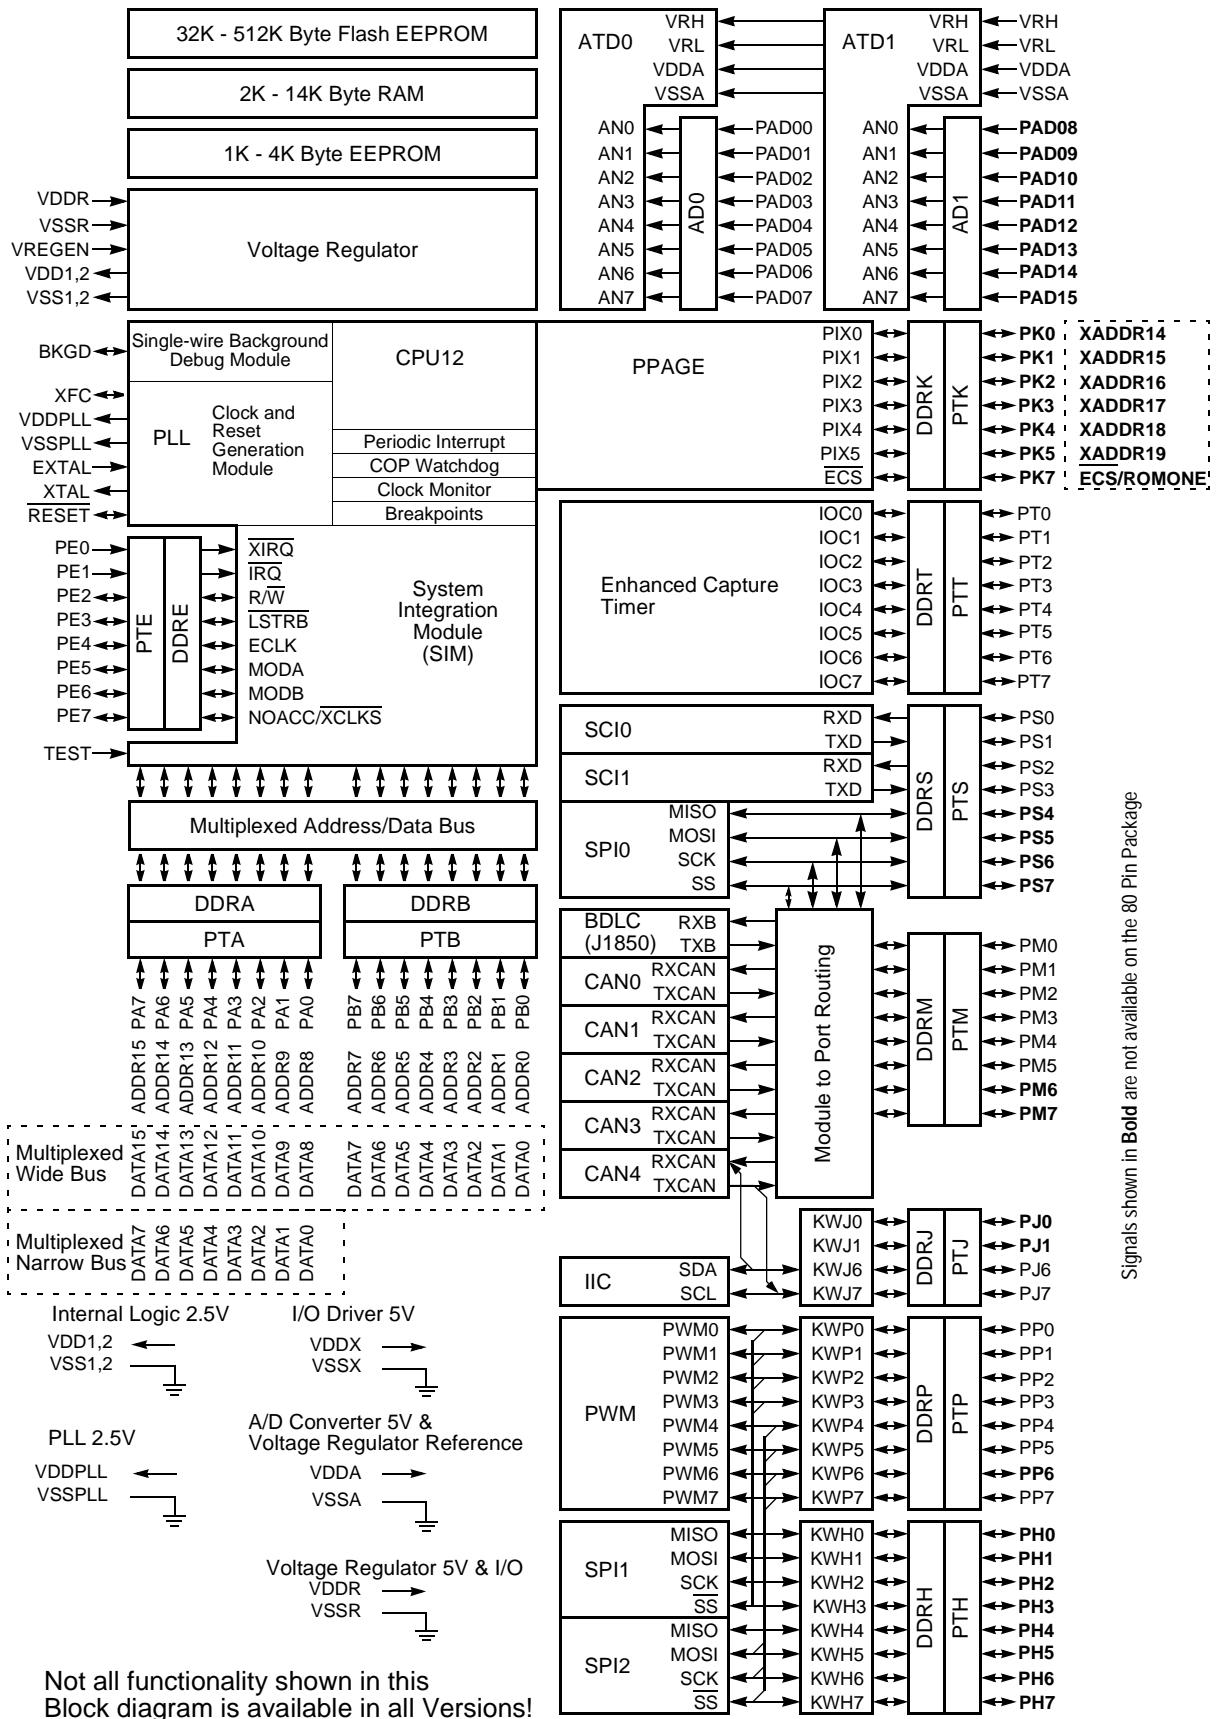 32K - 512K Byte Flash EEPROM
2K - 14K Byte RAM
1K - 4K Byte EEPROM
VDDR
VSSR
VREGEN
VDD1,2
VSS1,2
Voltage Regulator
ATD0
VRH
VRL
VDDA
VSSA
AN0
AN1
AN2
AN3
AN4
AN5
AN6
AN7
AD0
PAD00
PAD01
PAD02
PAD03
PAD04
PAD05
PAD06
PAD07
ATD1
VRH
VRL
VDDA
VSSA
VRH
VRL
VDDA
VSSA
AN0
AN1
AN2
AN3
AN4
AN5
AN6
AN7
AD1
PAD08
PAD09
PAD10
PAD11
PAD12
PAD13
PAD14
PAD15
BKGD
XFC
VDDPLL
VSSPLL
EXTAL
XTAL
RESET
Single-wire Background
Debug Module
CPU12
PLL
Clock and
Reset
Generation
Module
Periodic Interrupt
COP Watchdog
Clock Monitor
Breakpoints
PPAGE
PIX0
PIX1
PIX2
PIX3
PIX4
PIX5
ECS
DDRK
PTK
PK0
PK1
PK2
PK3
PK4
PK5
PK7
XADDR14
XADDR15
XADDR16
XADDR17
XADDR18
XADDR19
ECS/ROMONE
PE0
PE1
PE2
PE3
PE4
PE5
PE6
PE7
TEST
PTE
DDRE
XIRQ
IRQ
R/W
LSTRB
ECLK
MODA
MODB
NOACC/XCLKS
System
Integration
Module
(SIM)
Enhanced Capture
Timer
IOC0
IOC1
IOC2
IOC3
IOC4
IOC5
IOC6
IOC7
DDRT
PTT
PT0
PT1
PT2
PT3
PT4
PT5
PT6
PT7
SCI0
RXD
TXD
SCI1
RXD
TXD
SPI0
MISO
MOSI
SCK
SS
DDRS
PTS
PS0
PS1
PS2
PS3
PS4
PS5
PS6
PS7
Multiplexed Address/Data Bus
DDRA
PTA
DDRB
PTB
PA7
PA6
PA5
PA4
PA3
PA2
PA1
PA0
PB7
PB6
PB5
PB4
PB3
PB2
PB1
PB0
ADDR15
ADDR14
ADDR13
ADDR12
ADDR11
ADDR10
ADDR9
ADDR8
ADDR7
ADDR6
ADDR5
ADDR4
ADDR3
ADDR2
ADDR1
ADDR0
Multiplexed
Wide Bus
DATA15
DATA14
DATA13
DATA12
DATA11
DATA10
DATA9
DATA8
DATA7
DATA6
DATA5
DATA4
DATA3
DATA2
DATA1
DATA0
Multiplexed
Narrow Bus
DATA7
DATA6
DATA5
DATA4
DATA3
DATA2
DATA1
DATA0
BDLC
(J1850)
RXB
TXB
CAN0
RXCAN
TXCAN
CAN1
RXCAN
TXCAN
CAN2
RXCAN
TXCAN
CAN3
RXCAN
TXCAN
CAN4
RXCAN
TXCAN
Module to Port Routing
DDRM
PTM
PM0
PM1
PM2
PM3
PM4
PM5
PM6
PM7
Signals shown in Bold are not available on the 80 Pin Package
IIC
SDA
SCL
KWJ0
KWJ1
KWJ6
KWJ7
DDRJ
PTJ
PJ0
PJ1
PJ6
PJ7
PWM
PWM0
PWM1
PWM2
PWM3
PWM4
PWM5
PWM6
PWM7
KWP0
KWP1
KWP2
KWP3
KWP4
KWP5
KWP6
KWP7
DDRP
PTP
PP0
PP1
PP2
PP3
PP4
PP5
PP6
PP7
SPI1
MISO
MOSI
SCK
SS
SPI2
MISO
MOSI
SCK
SS
KWH0
KWH1
KWH2
KWH3
KWH4
KWH5
KWH6
KWH7
DDRH
PTH
PH0
PH1
PH2
PH3
PH4
PH5
PH6
PH7
Internal Logic 2.5V
VDD1,2
VSS1,2
I/O Driver 5V
VDDX
VSSX
PLL 2.5V
VDDPLL
VSSPLL
A/D Converter 5V &
Voltage Regulator Reference
VDDA
VSSA
Voltage Regulator 5V & I/O
VDDR
VSSR
Not all functionality shown in this
Block diagram is available in all Versions!